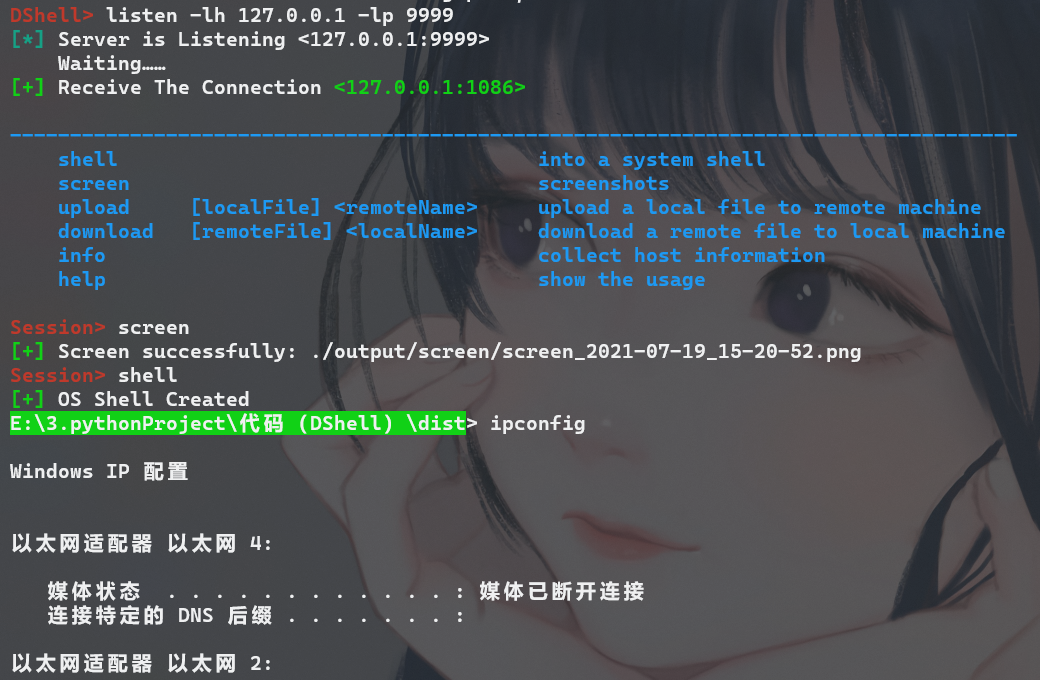 DShell> listen -lh 127.0.0.1 -lp 9999
[*] Server is Listening <127.0.0.1:9999>
Waiting……
[+] Receive The Connection <127.0.0.1:1086>
shell into a system shell
screen screenshots
upload [localFile] <remoteName> upload a local file to remote machine
download [remoteFile] <localName> download a remote file to local machine
info collect host information
help show the usage
Session> screen
[+] Screen successfully: ./output/screen/screen_2021-07-19_15-20-52.png
Session> shell
[+] OS Shell Created
E:\3.pythonProject\代码 (DShell) \dist> ipconfig
Windows IP 配置
以太网适配器 以太网 4:
媒体状态 . . . . . . . . . . . . : 媒体已断开连接
连接特定的 DNS 后缀 . . . . . . . :
以太网适配器 以太网 2: